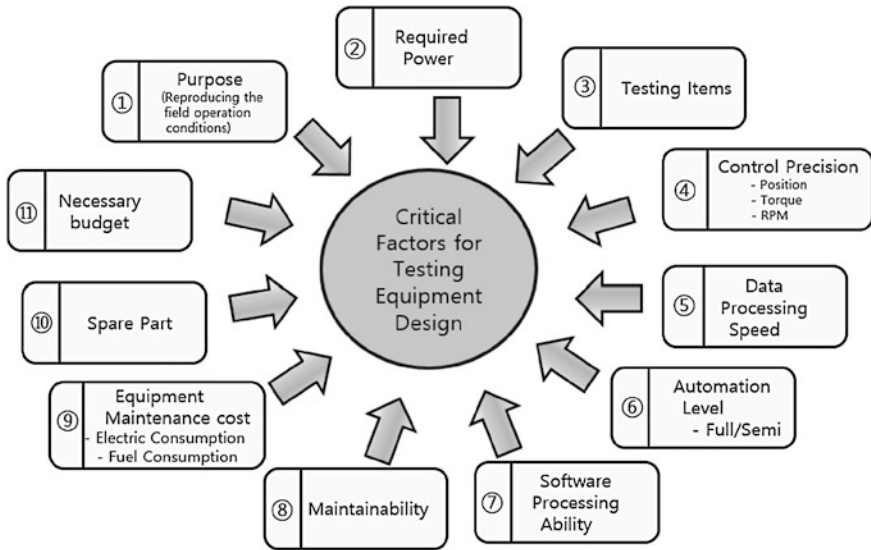 ① Purpose
(Reproducing the
field operation
conditions)
② Required
Power
③ Testing Items
④ Control Precision
- Position
- Torque
- RPM
⑤ Data
Processing
Speed
⑥ Automation
Level
- Full/Semi
⑦ Software
Processing
Ability
⑧ Maintainability
⑨ Equipment
Maintenance cost
- Electric Consumption
- Fuel Consumption
⑩ Spare Part
⑪ Necessary
budget
Critical
Factors for
Testing
Equipment
Design